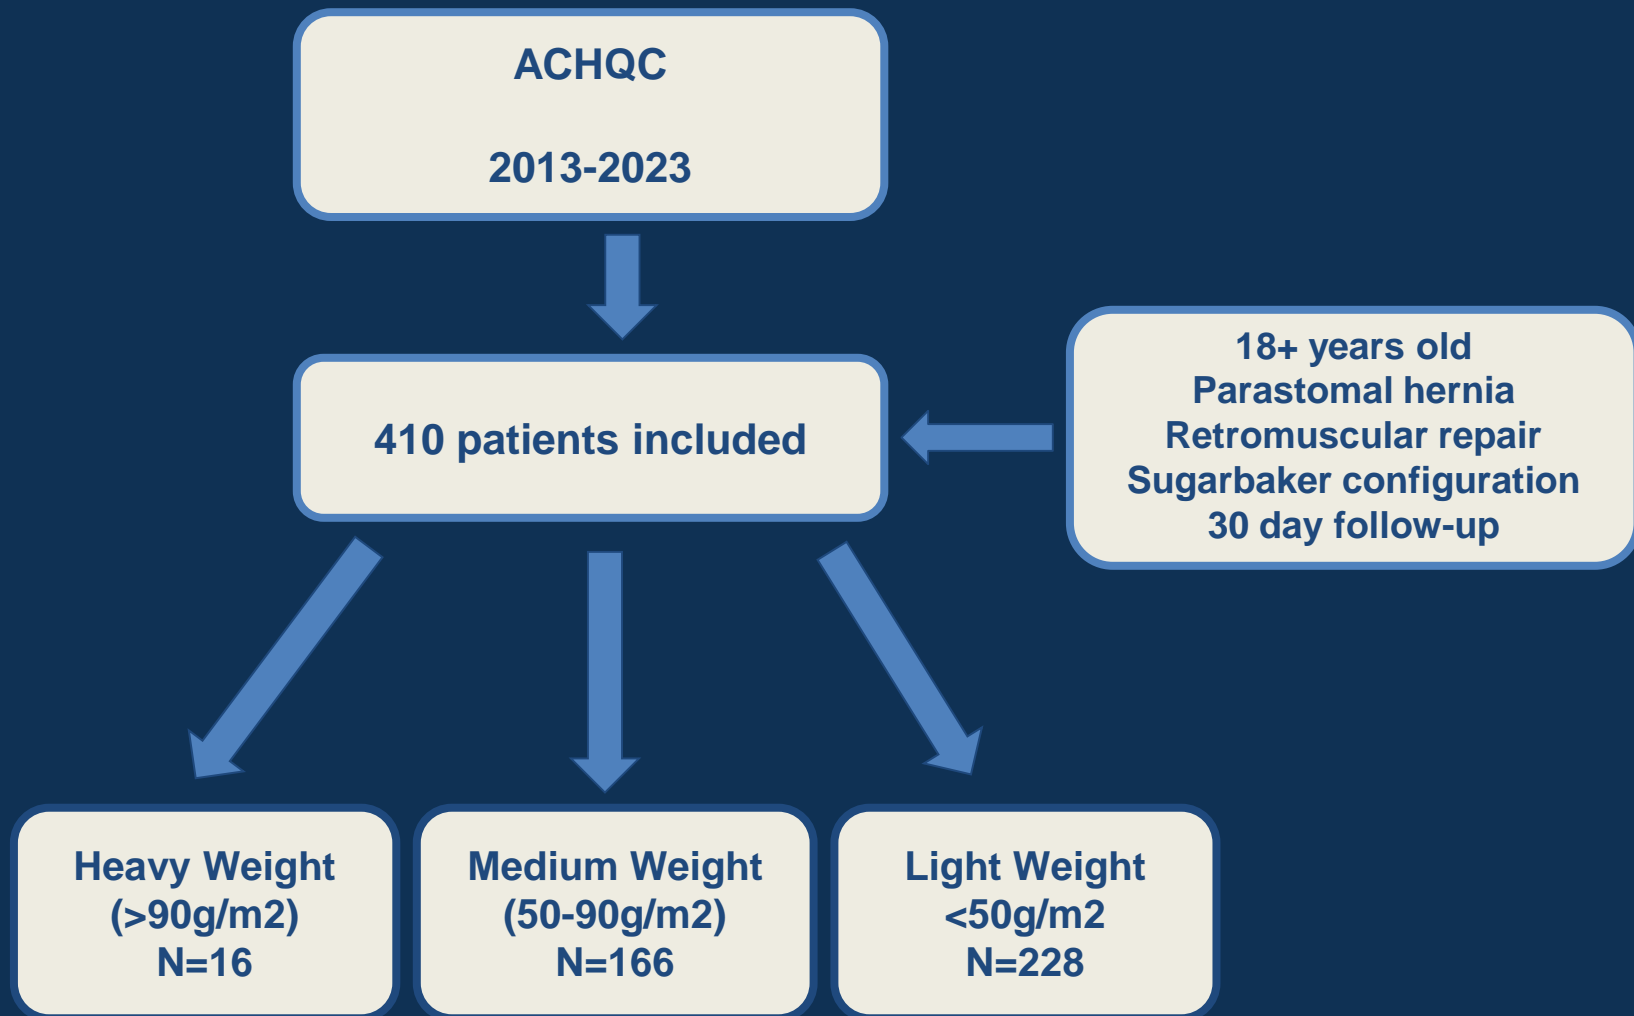 ACHQC
2013-2023
410 patients included
18+ years old
Parastomal hernia
Retromuscular repair
Sugarbaker configuration
30 day follow-up
Heavy Weight
(>90g/m2)
N=16
Medium Weight
(50-90g/m2)
N=166
Light Weight
<50g/m2
N=228